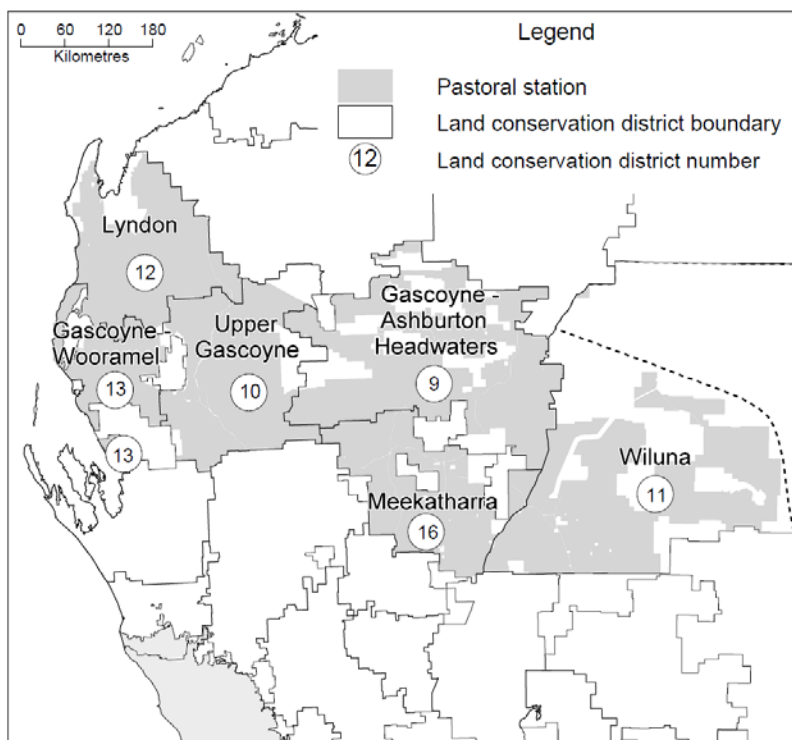 0 60 120 180
Kilometres
Legend
Pastoral station
Land conservation district boundary
12 Land conservation district number
Lyndon
12
Gascoyne -
Wooramel
13
13
Upper
Gascoyne
10
Gascoyne -
Ashburton
Headwaters
9
Meekatharra
16
Wiluna
11